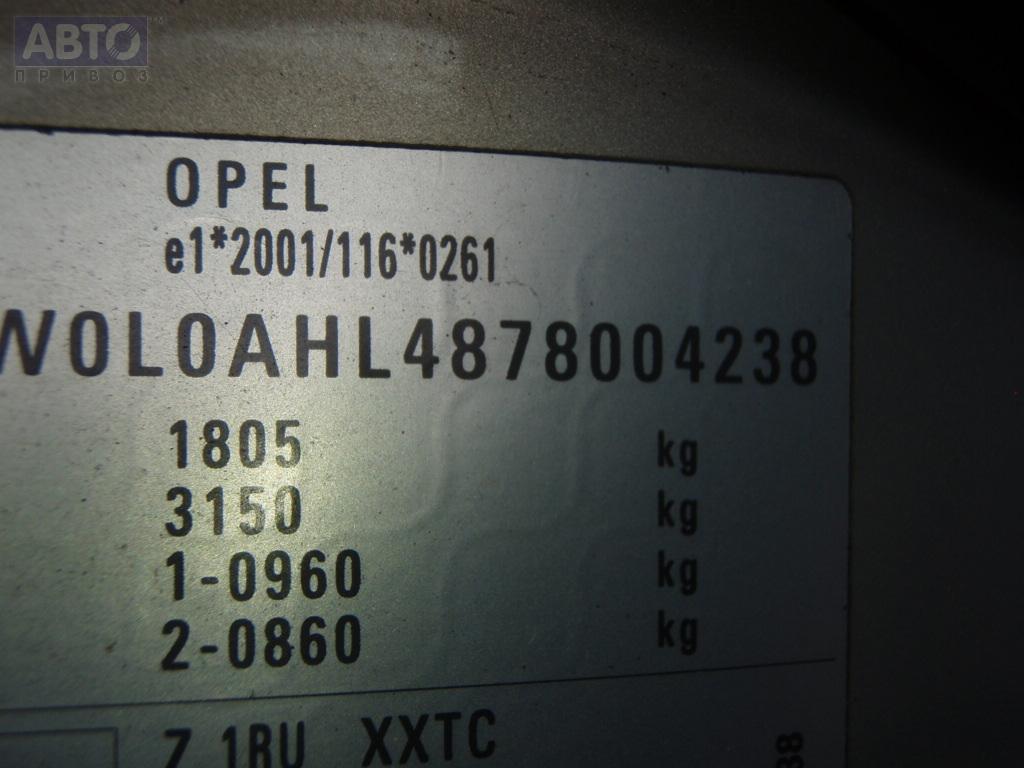 АВТО
ПРИВОЗ
OPEL
e1*2001/116*0261
W0L0AHL4878004238
1805 kg
3150 kg
1-0960 kg
2-0860 kg
Z 1RU XXTC